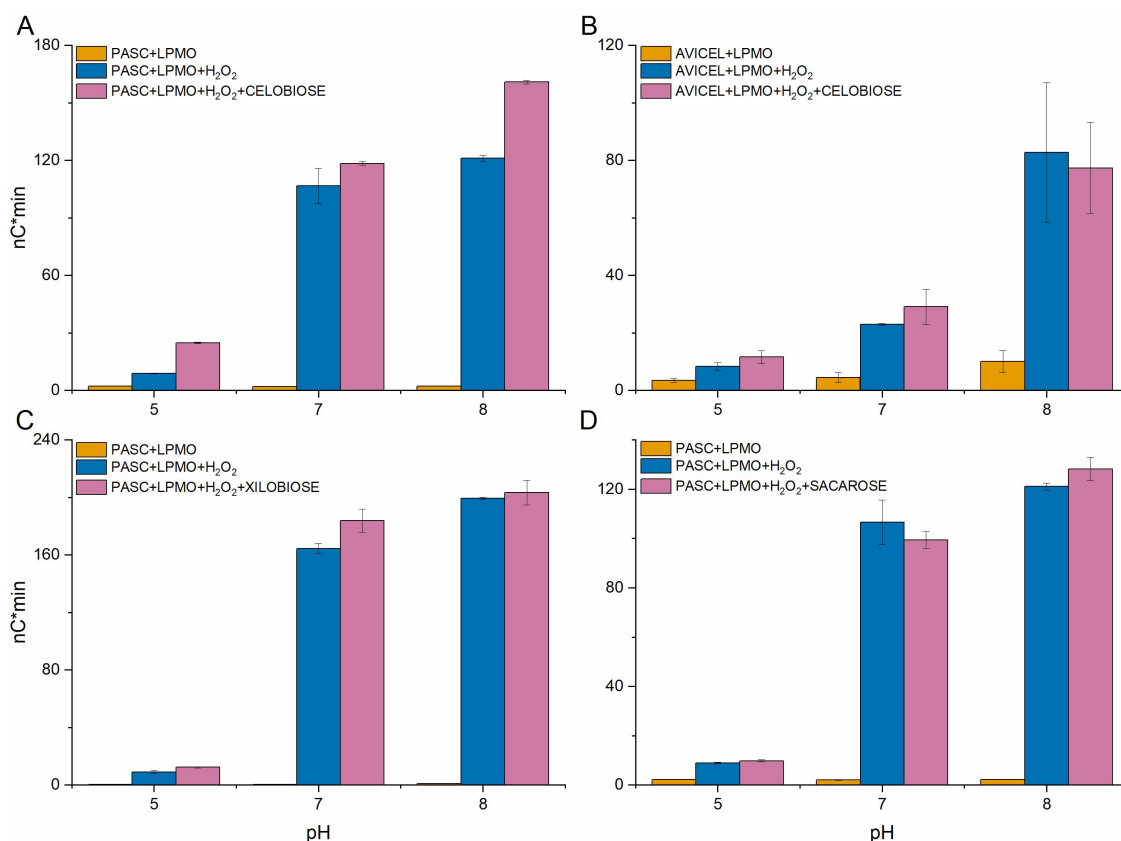 A
180
PASC+LPMO
PASC+LPMO+H₂O₂
PASC+LPMO+H₂O₂+CELOBIOSE
120
nC*min
60
0
5
7
8
B
120
AVICEL+LPMO
AVICEL+LPMO+H₂O₂
AVICEL+LPMO+H₂O₂+CELOBIOSE
80
40
0
5
7
8
C
240
PASC+LPMO
PASC+LPMO+H₂O₂
PASC+LPMO+H₂O₂+XILOBIOSE
160
nC*min
80
0
5
7
8
pH
D
PASC+LPMO
PASC+LPMO+H₂O₂
PASC+LPMO+H₂O₂+SACAROSE
120
80
40
0
5
7
8
pH